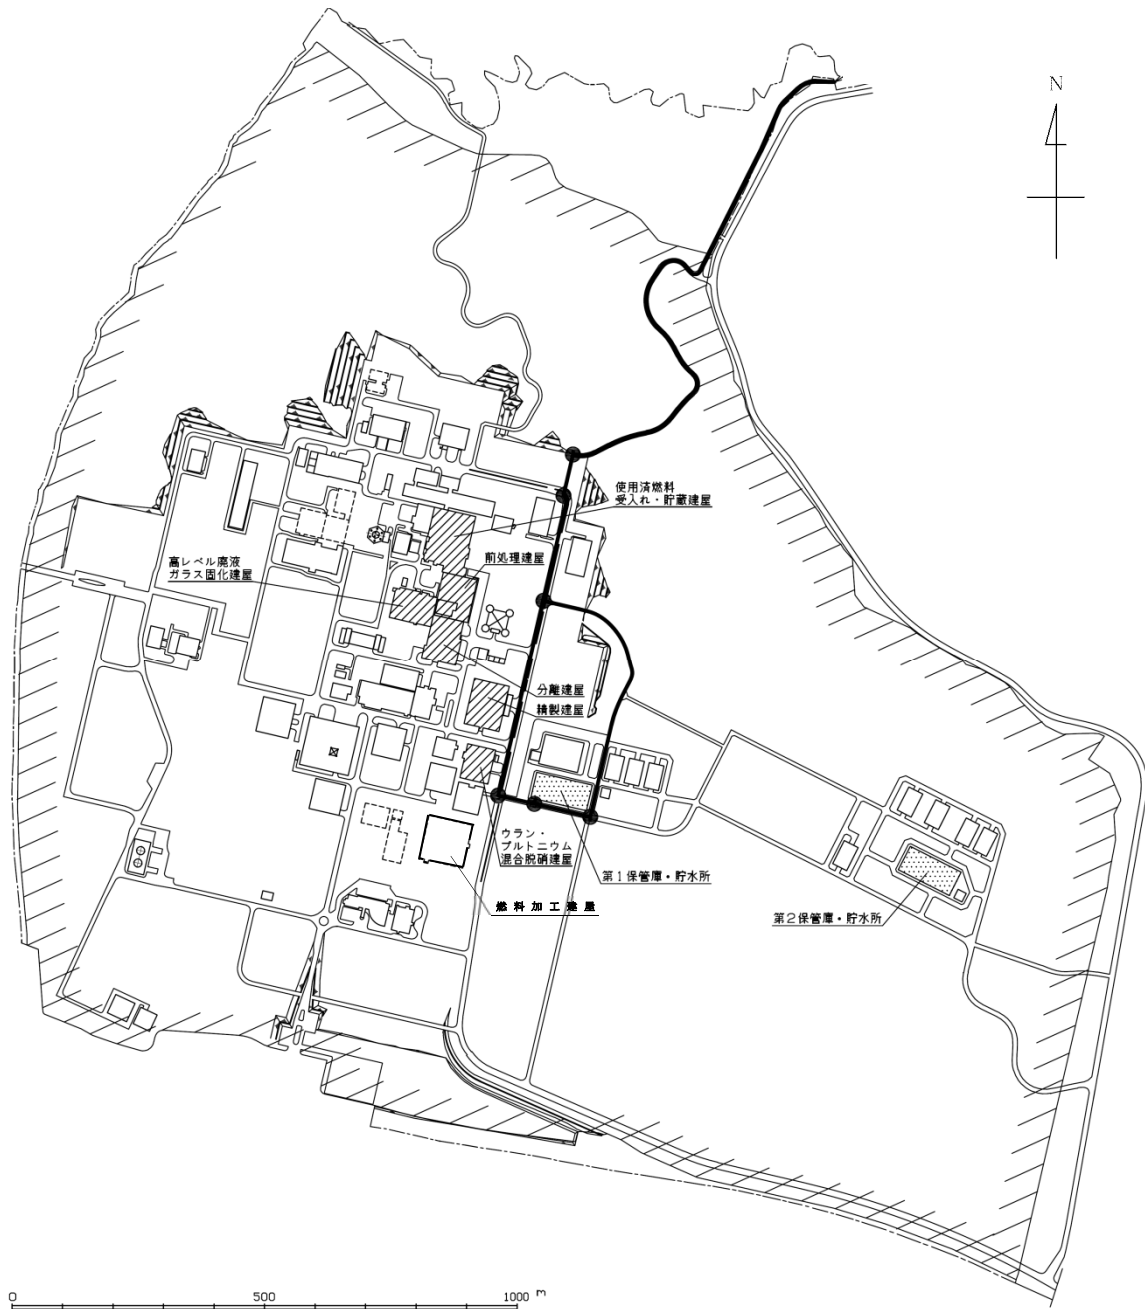 N
使用済燃料
受入れ・貯蔵建屋
前処理建屋
高レベル廃液
ガラス固化建屋
分離建屋
精製建屋
ウラン・
プルトニウム
混合脱硝建屋
第1保管庫・貯水所
燃料加工建屋
第2保管庫・貯水所
0 500 1000 m